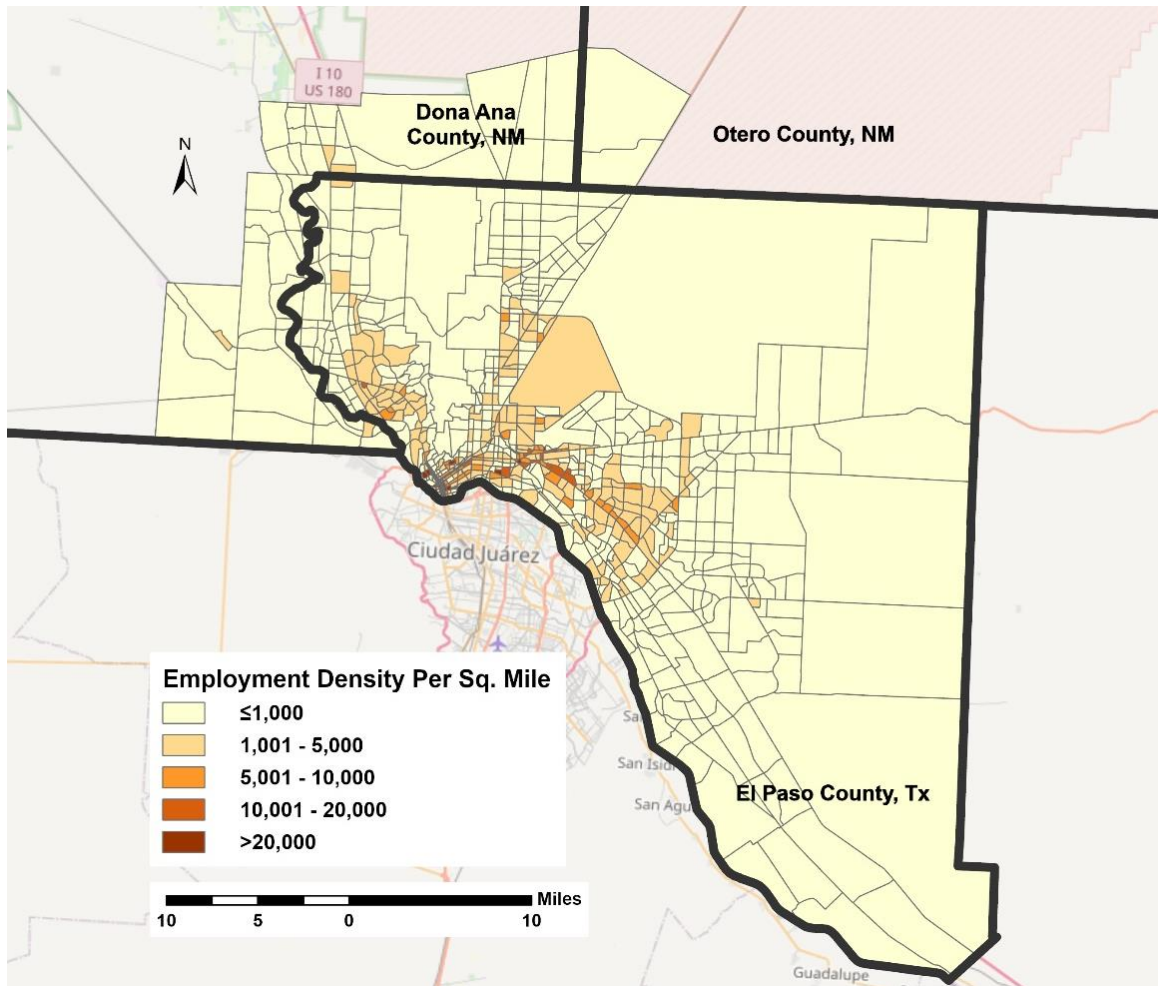 I 10
US 180
Dona Ana
County, NM
Otero County, NM
N
Ciudad Juárez
Employment Density Per Sq. Mile
≤1,000
1,001 - 5,000
5,001 - 10,000
10,001 - 20,000
>20,000
San Isid
San Agu
El Paso County, Tx
Miles
10 5 0 10
Guadalupe